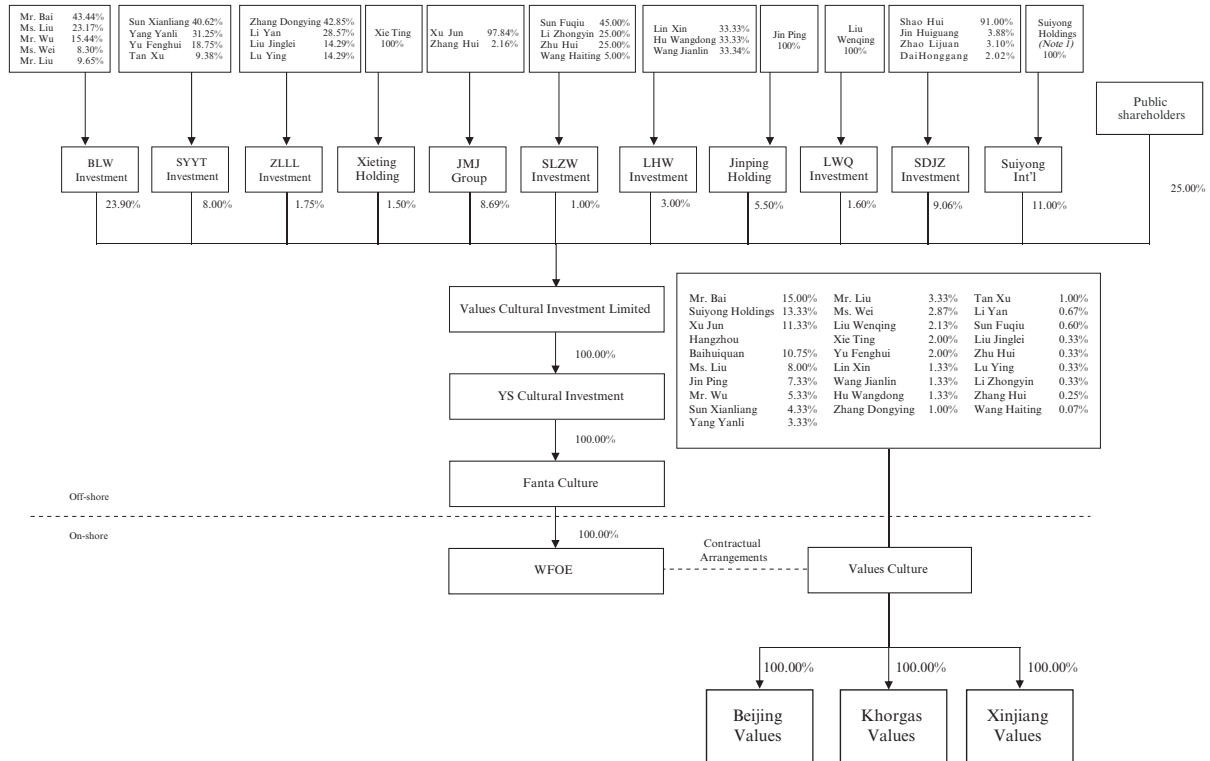 Mr. Bai 43.44%
Ms. Liu 23.17%
Mr. Wu 15.44%
Ms. Wei 8.30%
Mr. Liu 9.65%
Sun Xianliang 40.62%
Yang Yanli 31.25%
Yu Fenghui 18.75%
Tan Xu 9.38%
Zhang Dongying 42.85%
Li Yan 28.57%
Liu Jinglei 14.29%
Lu Ying 14.29%
Xie Ting
100%
Xu Jun 97.84%
Zhang Hui 2.16%
Sun Fuqiu 45.00%
Li Zhongyin 25.00%
Zhu Hui 25.00%
Wang Haiting 5.00%
Lin Xin 33.33%
Hu Wangdong 33.33%
Wang Jianlin 33.34%
Jin Ping
100%
Liu
Wenqing
100%
Shao Hui 91.00%
Jin Huiguang 3.88%
Zhao Lijuan 3.10%
DaiHonggang 2.02%
Suiyong
Holdings
(Note 1)
100%
Public
shareholders
BLW
Investment
SYYT
Investment
ZLLL
Investment
Xieting
Holding
JMJ
Group
SLZW
Investment
LHW
Investment
Jinping
Holding
LWQ
Investment
SDJZ
Investment
Suiyong
Int'l
23.90%
8.00%
1.75%
1.50%
8.69%
1.00%
3.00%
5.50%
1.60%
9.06%
11.00%
25.00%
Values Cultural Investment Limited
100.00%
YS Cultural Investment
100.00%
Fanta Culture
Mr. Bai 15.00% Mr. Liu 3.33% Tan Xu 1.00%
Suiyong Holdings 13.33% Ms. Wei 2.87% Li Yan 0.67%
Xu Jun 11.33% Liu Wenqing 2.13% Sun Fuqiu 0.60%
Hangzhou Xie Ting 2.00% Liu Jinglei 0.33%
Baihuiquan 10.75% Yu Fenghui 2.00% Zhu Hui 0.33%
Ms. Liu 8.00% Lin Xin 1.33% Lu Ying 0.33%
Jin Ping 7.33% Wang Jianlin 1.33% Li Zhongyin 0.33%
Mr. Wu 5.33% Hu Wangdong 1.33% Zhang Hui 0.25%
Sun Xianliang 4.33% Zhang Dongying 1.00% Wang Haiting 0.07%
Yang Yanli 3.33%
Off-shore
On-shore
100.00%
WFOE
Contractual
Arrangements
Values Culture
100.00%
100.00%
100.00%
Beijing
Values
Khorgas
Values
Xinjiang
Values